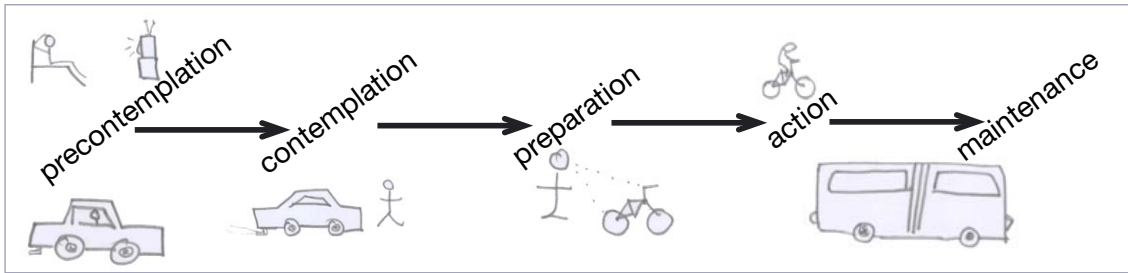 precontemplation
contemplation
preparation
action
maintenance